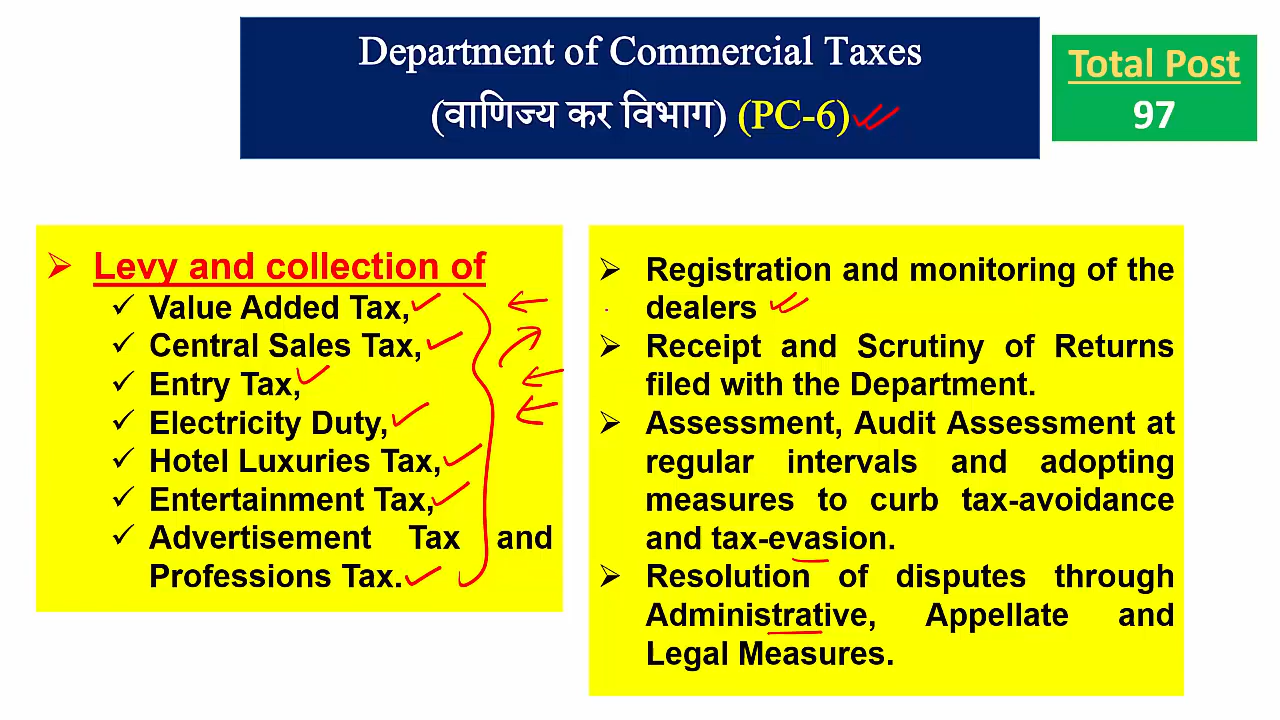 Department of Commercial Taxes
(वाणिज्य कर विभाग) (PC-6)
Total Post
97
➢ Levy and collection of
✓ Value Added Tax,
✓ Central Sales Tax,
✓ Entry Tax,
✓ Electricity Duty,
✓ Hotel Luxuries Tax,
✓ Entertainment Tax,
✓ Advertisement Tax and
Professions Tax.
➢ Registration and monitoring of the
dealers
➢ Receipt and Scrutiny of Returns
filed with the Department.
➢ Assessment, Audit Assessment at
regular intervals and adopting
measures to curb tax-avoidance
and tax-evasion.
➢ Resolution of disputes through
Administrative, Appellate and
Legal Measures.